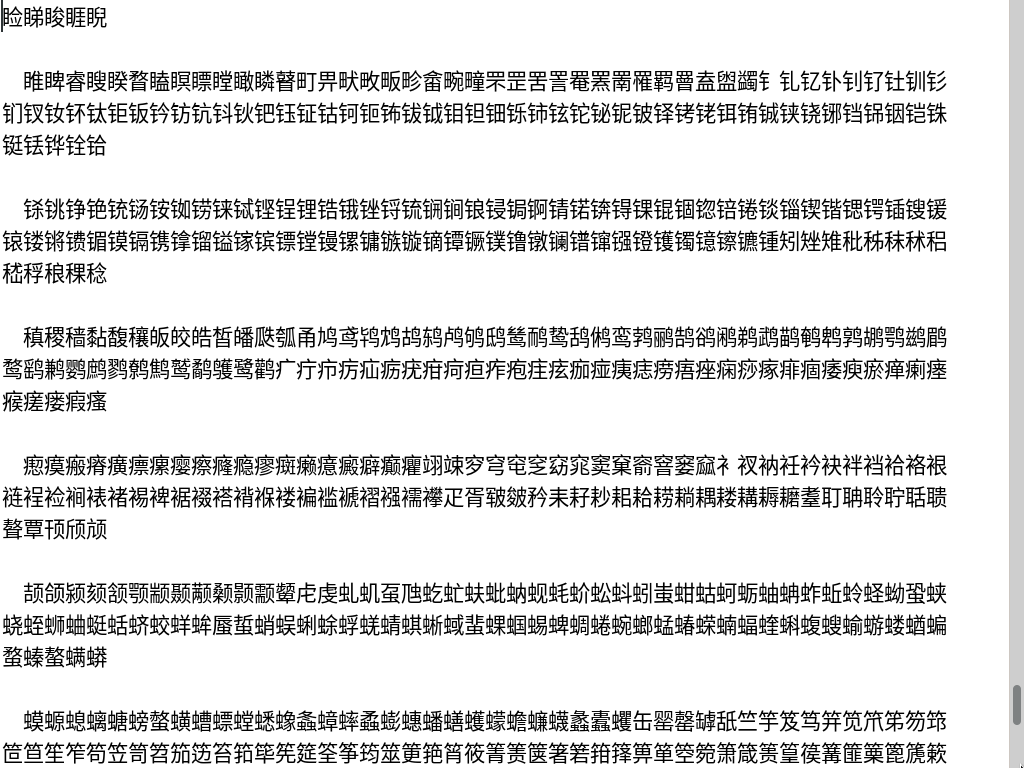 睑睇睃睚睨
睢睥睿瞍睽瞀瞌瞑瞟瞠瞰瞵瞽町畀畎畋畈畛畲畹疃罘罡罟詈罨罴罱罹羁罾盍盥蠲钅钆钇钋钊钌钍钏钐
钔钗钕钚钛钜钣钤钫钪钭钬钯钰钲钴钶钷钸钹钺钼钽钿铄铈铉铊铋铌铍铎铐铑铒铕铖铗铙铘铛铞铟铠铢
铤铥铧铨铪
铩铫铮铯铳铴铵铷铹铼铽铿锃锂锆锇锉锊锍锎锏锒锓锔锕锖锘锛锝锞锟锢锪锫锩锬锱锲锴锶锷锸锼锾
锿镂锵镄镅镆镉镌镎镏镒镓镔镖镗镘镙镛镞镟镝镡镢镤镥镦镧镨镩镪镫镬镯镱镲镳锺矧矬雉秕秭秣秫稆
嵇稃稂稞稔
稹稷穑黏馥穰皈皎皓皙皤瓞瓠甬鸠鸢鸨鸩鸪鸫鸬鸲鸱鸶鸸鸷鸹鸺鸾鹁鹂鹄鹆鹇鹈鹉鹋鹌鹎鹑鹕鹗鹚鹛
鹜鹞鹣鹦鹧鹨鹩鹪鹫鹬鹱鹭鹳疒疔疖疠疝疬疣疳疴疸痄疱疰痃痂痖痍痣痨痦痤痫痧瘃痱痼痿瘐瘀瘅瘌瘗
瘊瘥瘘瘕瘙
瘛瘼瘢瘠癀瘭瘰瘿瘵癃瘾瘳癍癞癔癜癖癫癯翊竦穸穹窀窆窈窕窦窠窬窨窭窳衤衩衲衽衿袂袢裆袷袼裉
裢裎裣裥裱褚裼裨裾裰褡褙褓褛褊褴褫褶襁襦襻疋胥皲皴矜耒耔耖耜耠耢耥耦耧耩耨耱耋耵聃聆聍聒聩
聱覃顸颀颃
颉颌颍颏颔颚颛颞颟颡颢颥颦虍虔虬虮虿虺虼虻蚨蚍蚋蚬蚝蚧蚣蚪蚓蚩蚶蛄蚵蛎蚰蚺蚱蚯蛉蛏蚴蛩蛱
蛲蛭蛳蛐蜓蛞蛴蛟蛘蛑蜃蜇蛸蜈蜊蜍蜉蜣蜻蜞蜥蜮蜚蜾蝈蜴蜱蜩蜷蜿螂蜢蝽蝾蝻蝠蝰蝌蝮螋蝓蝣蝼蝤蝙
蝥螓螯螨蟒
蟆螈螅螭螗螃螫蟥螬螵螳蟋蟓螽蟑蟀蟊蟛蟪蟠蟮蠖蠓蟾蠊蠛蠡蠹蠼缶罂罄罅舐竺竽笈笃笄笕笊笫笏筇
笸笪笙笮笱笠笥笤笳笾笞筘筚筅筵筌筝筠筮筻筢筲筱箐箦箧箸箬箝箨箅箪箜箢箫箴篑篁篌篝篚篥篦篪簌